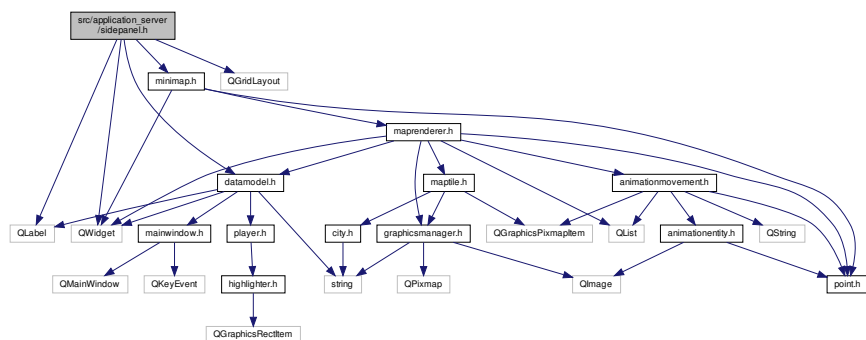 src/application_server
/sidepanel.h
minimap.h
QGridLayout
maprenderer.h
datamodel.h
maptile.h
animationmovement.h
QLabel
QWidget
mainwindow.h
player.h
city.h
graphicsmanager.h
QGraphicsPixmapItem
QList
animationentity.h
QString
QMainWindow
QKeyEvent
highlighter.h
string
QPixmap
QImage
point.h
QGraphicsRectItem